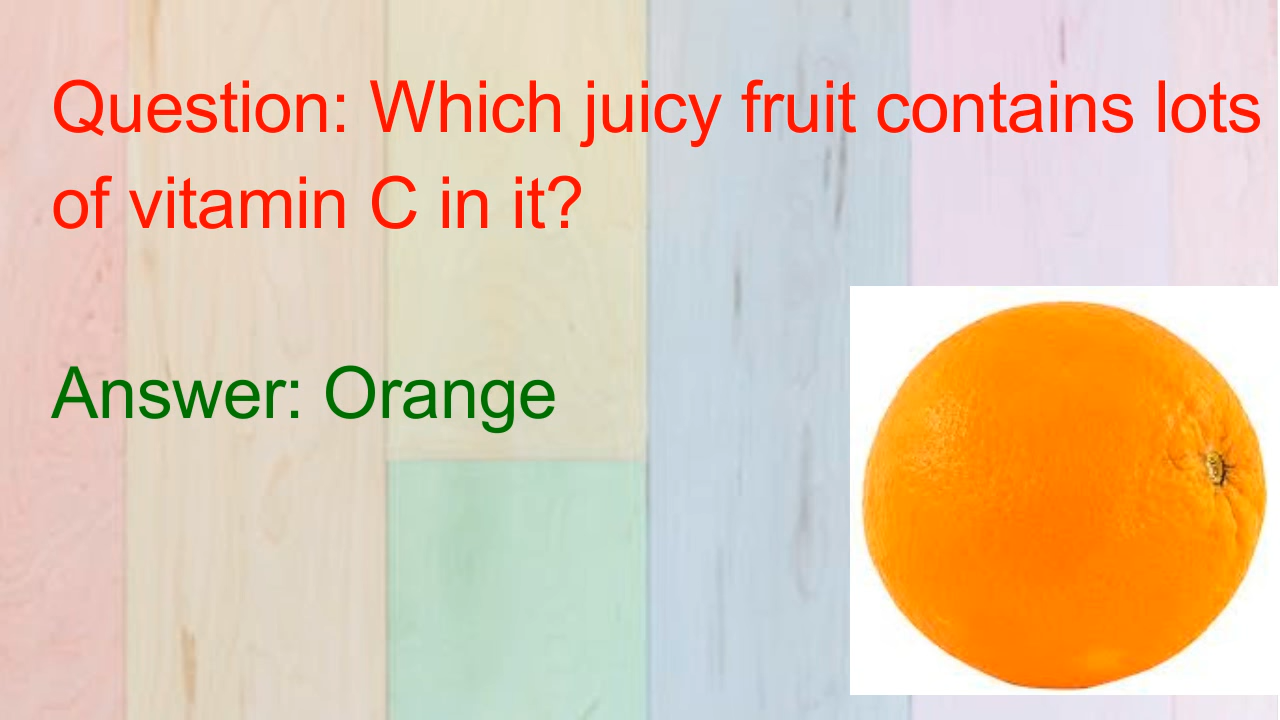 Question: Which juicy fruit contains lots
of vitamin C in it?
Answer: Orange